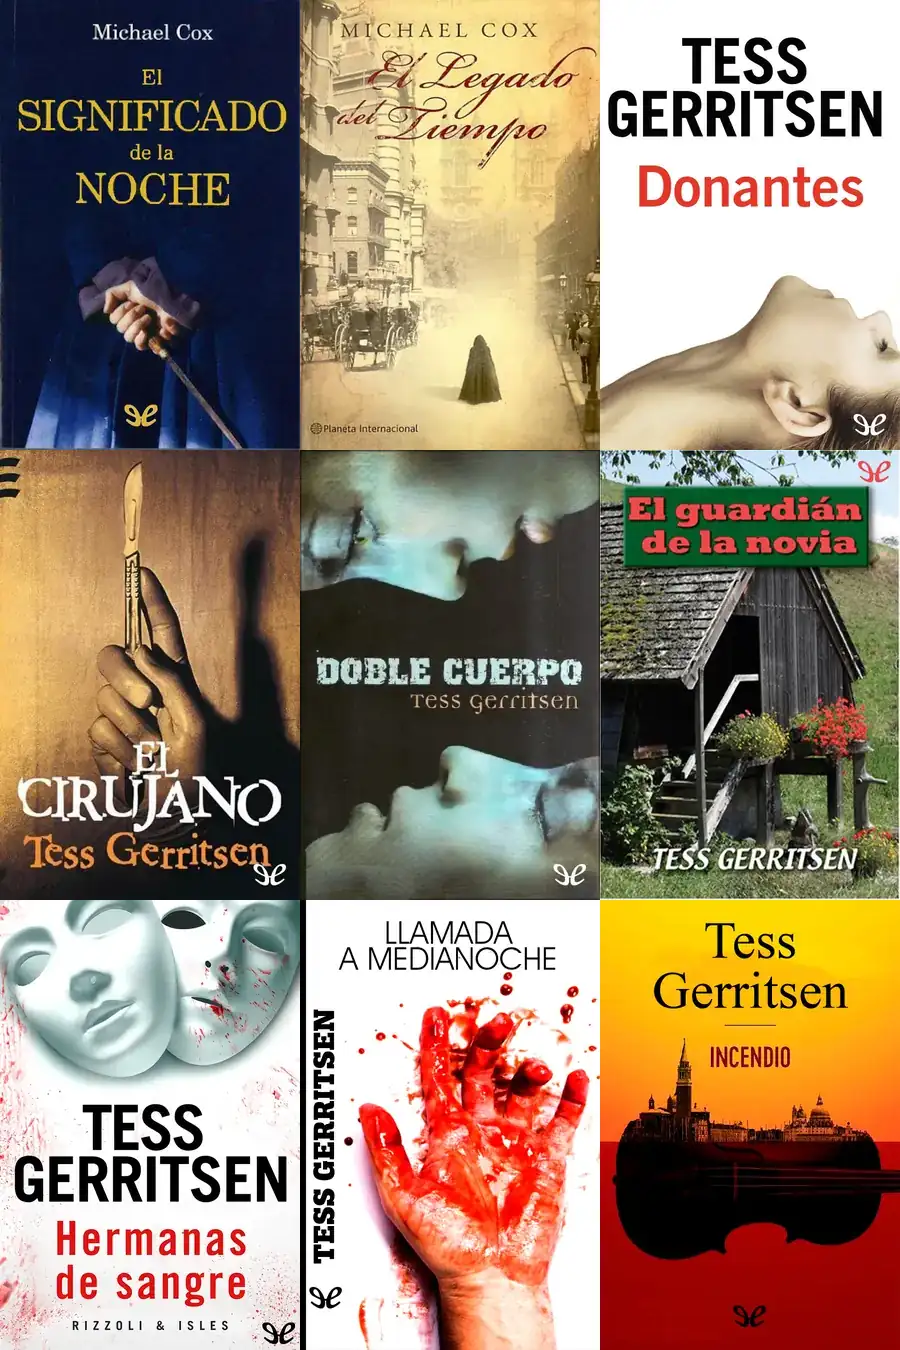 Michael Cox
El
SIGNIFICADO
de la
NOCHE
MICHAEL COX
El Legado
del Tiempo
Planeta Internacional
TESS
GERRITSEN
Donantes
EL
CIRUJANO
Tess Gerritsen
DOBLE CUERPO
Tess Gerritsen
El guardián
de la novia
TESS GERRITSEN
TESS
GERRITSEN
Hermanas
de sangre
RIZZOLI & ISLES
LLAMADA
A MEDIANOCHE
TESS GERRITSEN
Tess
Gerritsen
INCENDIO